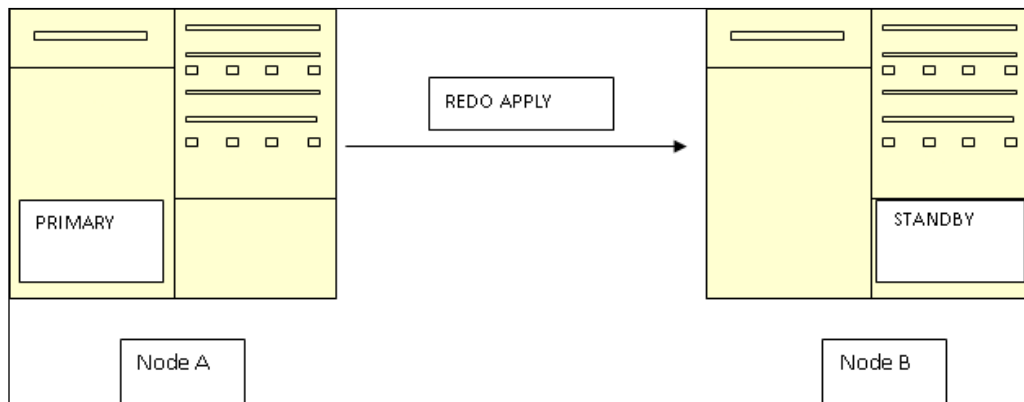 REDO APPLY
PRIMARY
STANDBY
Node A
Node B